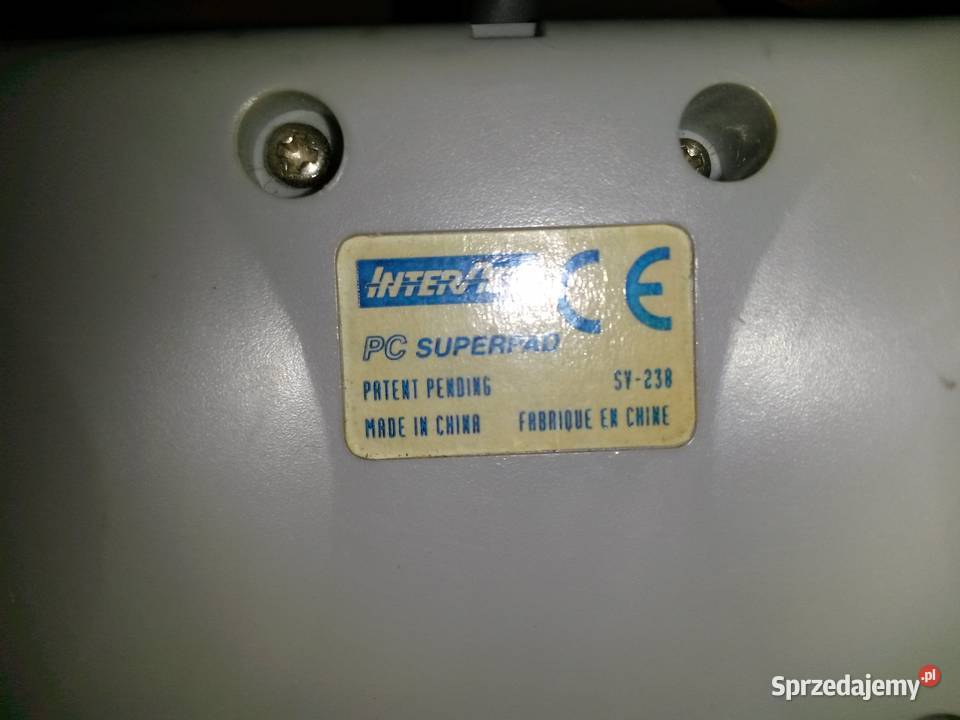 CE
PC SUPERPAD
PATENT PENDING SV-238
MADE IN CHINA FABRIQUE EN CHINE
Sprzedajemy.pl